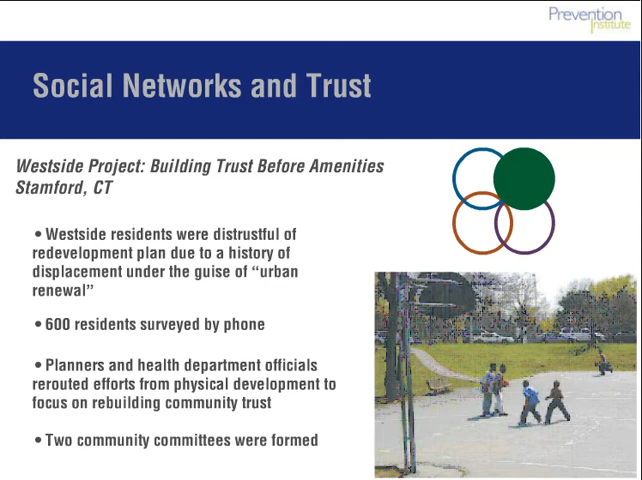 Prevention
Institute
Social Networks and Trust
Westside Project: Building Trust Before Amenities
Stamford, CT
• Westside residents were distrustful of
redevelopment plan due to a history of
displacement under the guise of “urban
renewal”
• 600 residents surveyed by phone
• Planners and health department officials
rerouted efforts from physical development to
focus on rebuilding community trust
• Two community committees were formed